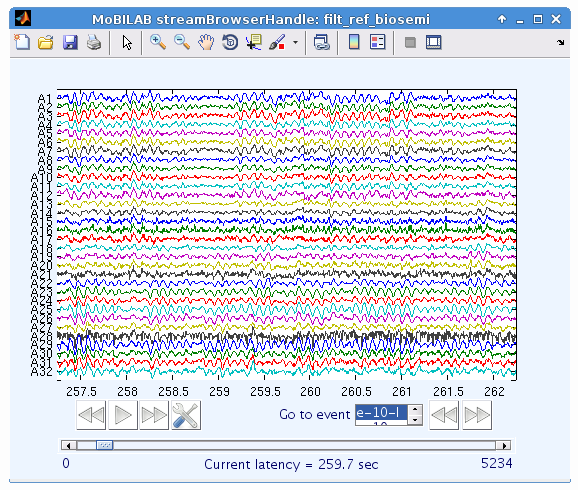 MoBILAB streamBrowserHandle: filt_ref_biosemi
A1
A2
A3
A4
A5
A6
A7
A8
A9
A10
A11
A12
A13
A14
A15
A16
A17
A18
A19
A20
A21
A22
A23
A24
A25
A26
A27
A28
A29
A30
A31
A32
257.5 258 258.5 259 259.5 260 260.5 261 261.5 262
Go to event e-10-l
10
0 Current latency = 259.7 sec 5234